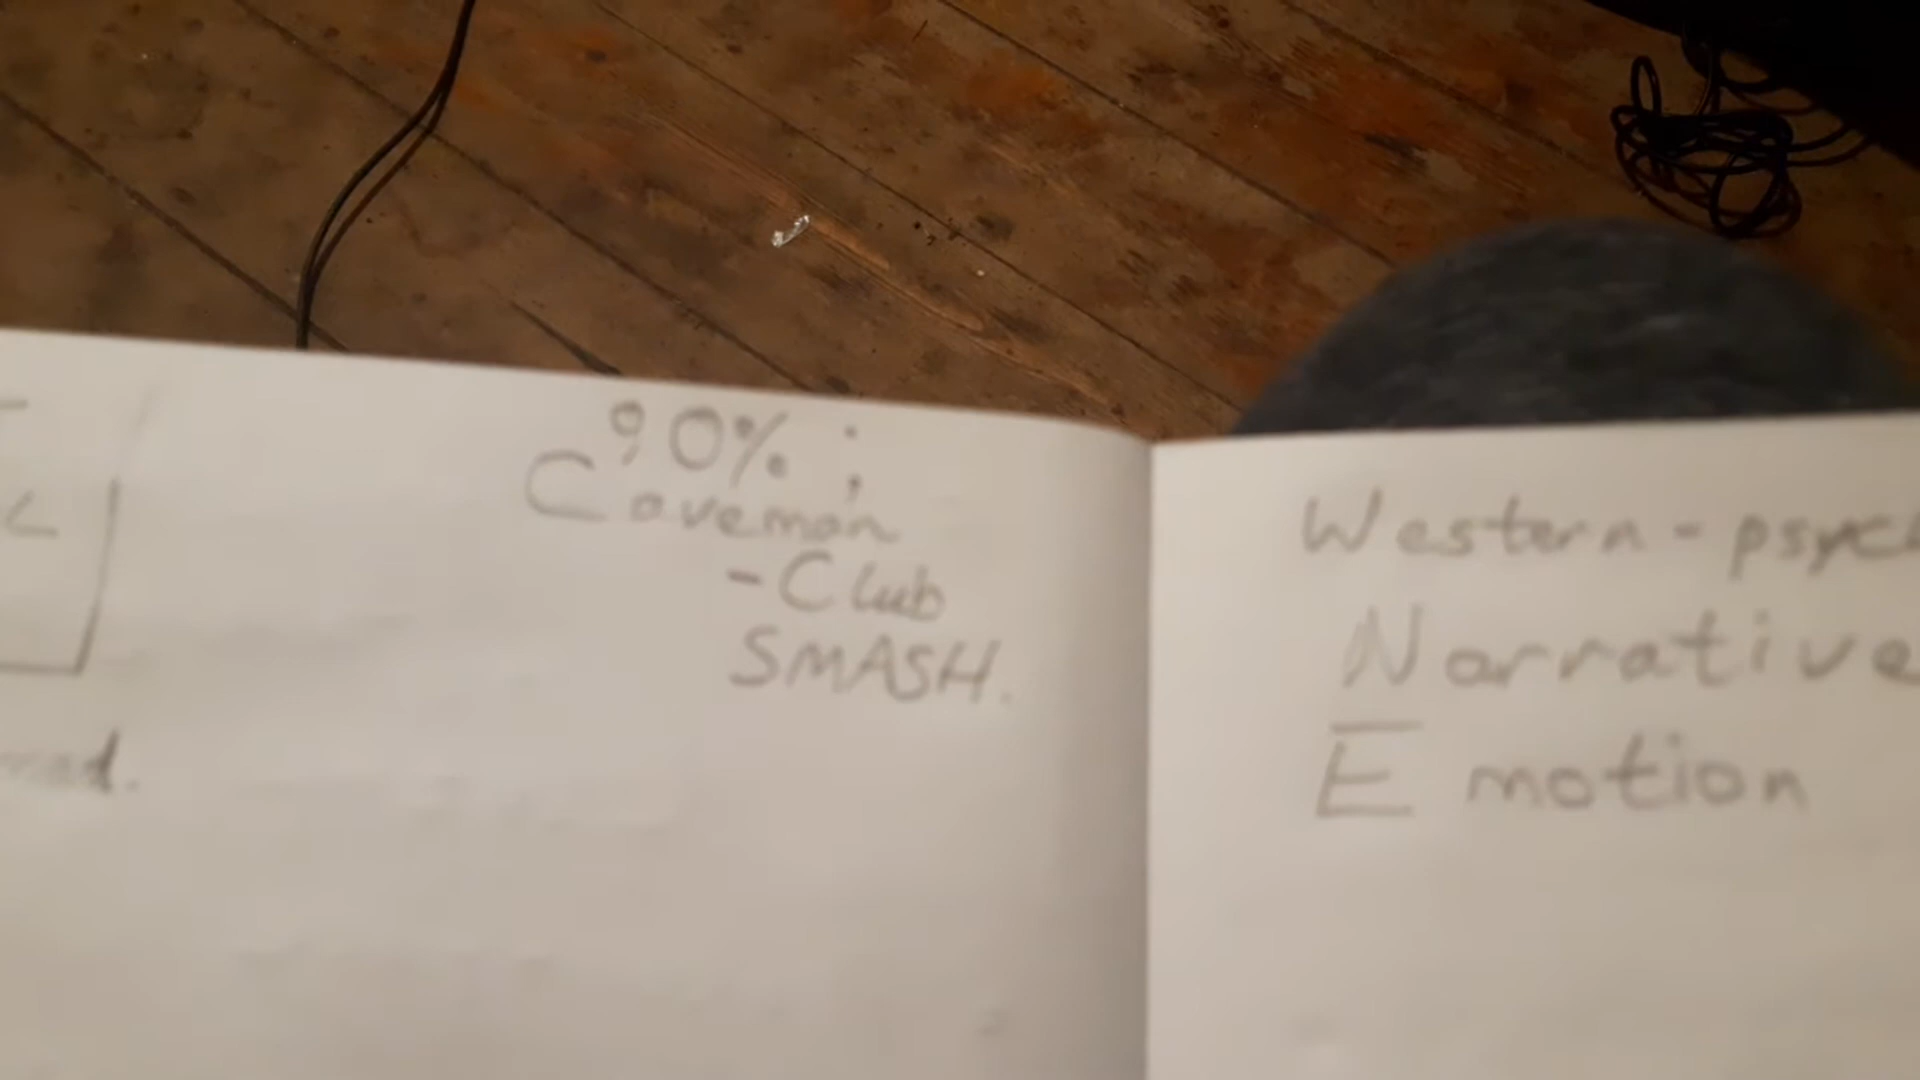 90% ;
Caveman
- Club
SMASH.
Western - psych
Narrative
Emotion